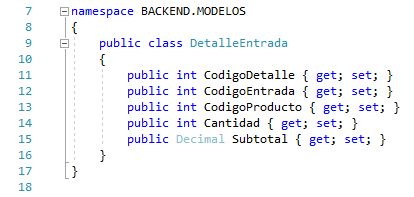 7 namespace BACKEND.MODELOS
8 {
9 public class DetalleEntrada
10 {
11 public int CodigoDetalle { get; set; }
12 public int CodigoEntrada { get; set; }
13 public int CodigoProducto { get; set; }
14 public int Cantidad { get; set; }
15 public Decimal Subtotal { get; set; }
16 }
17 }
18